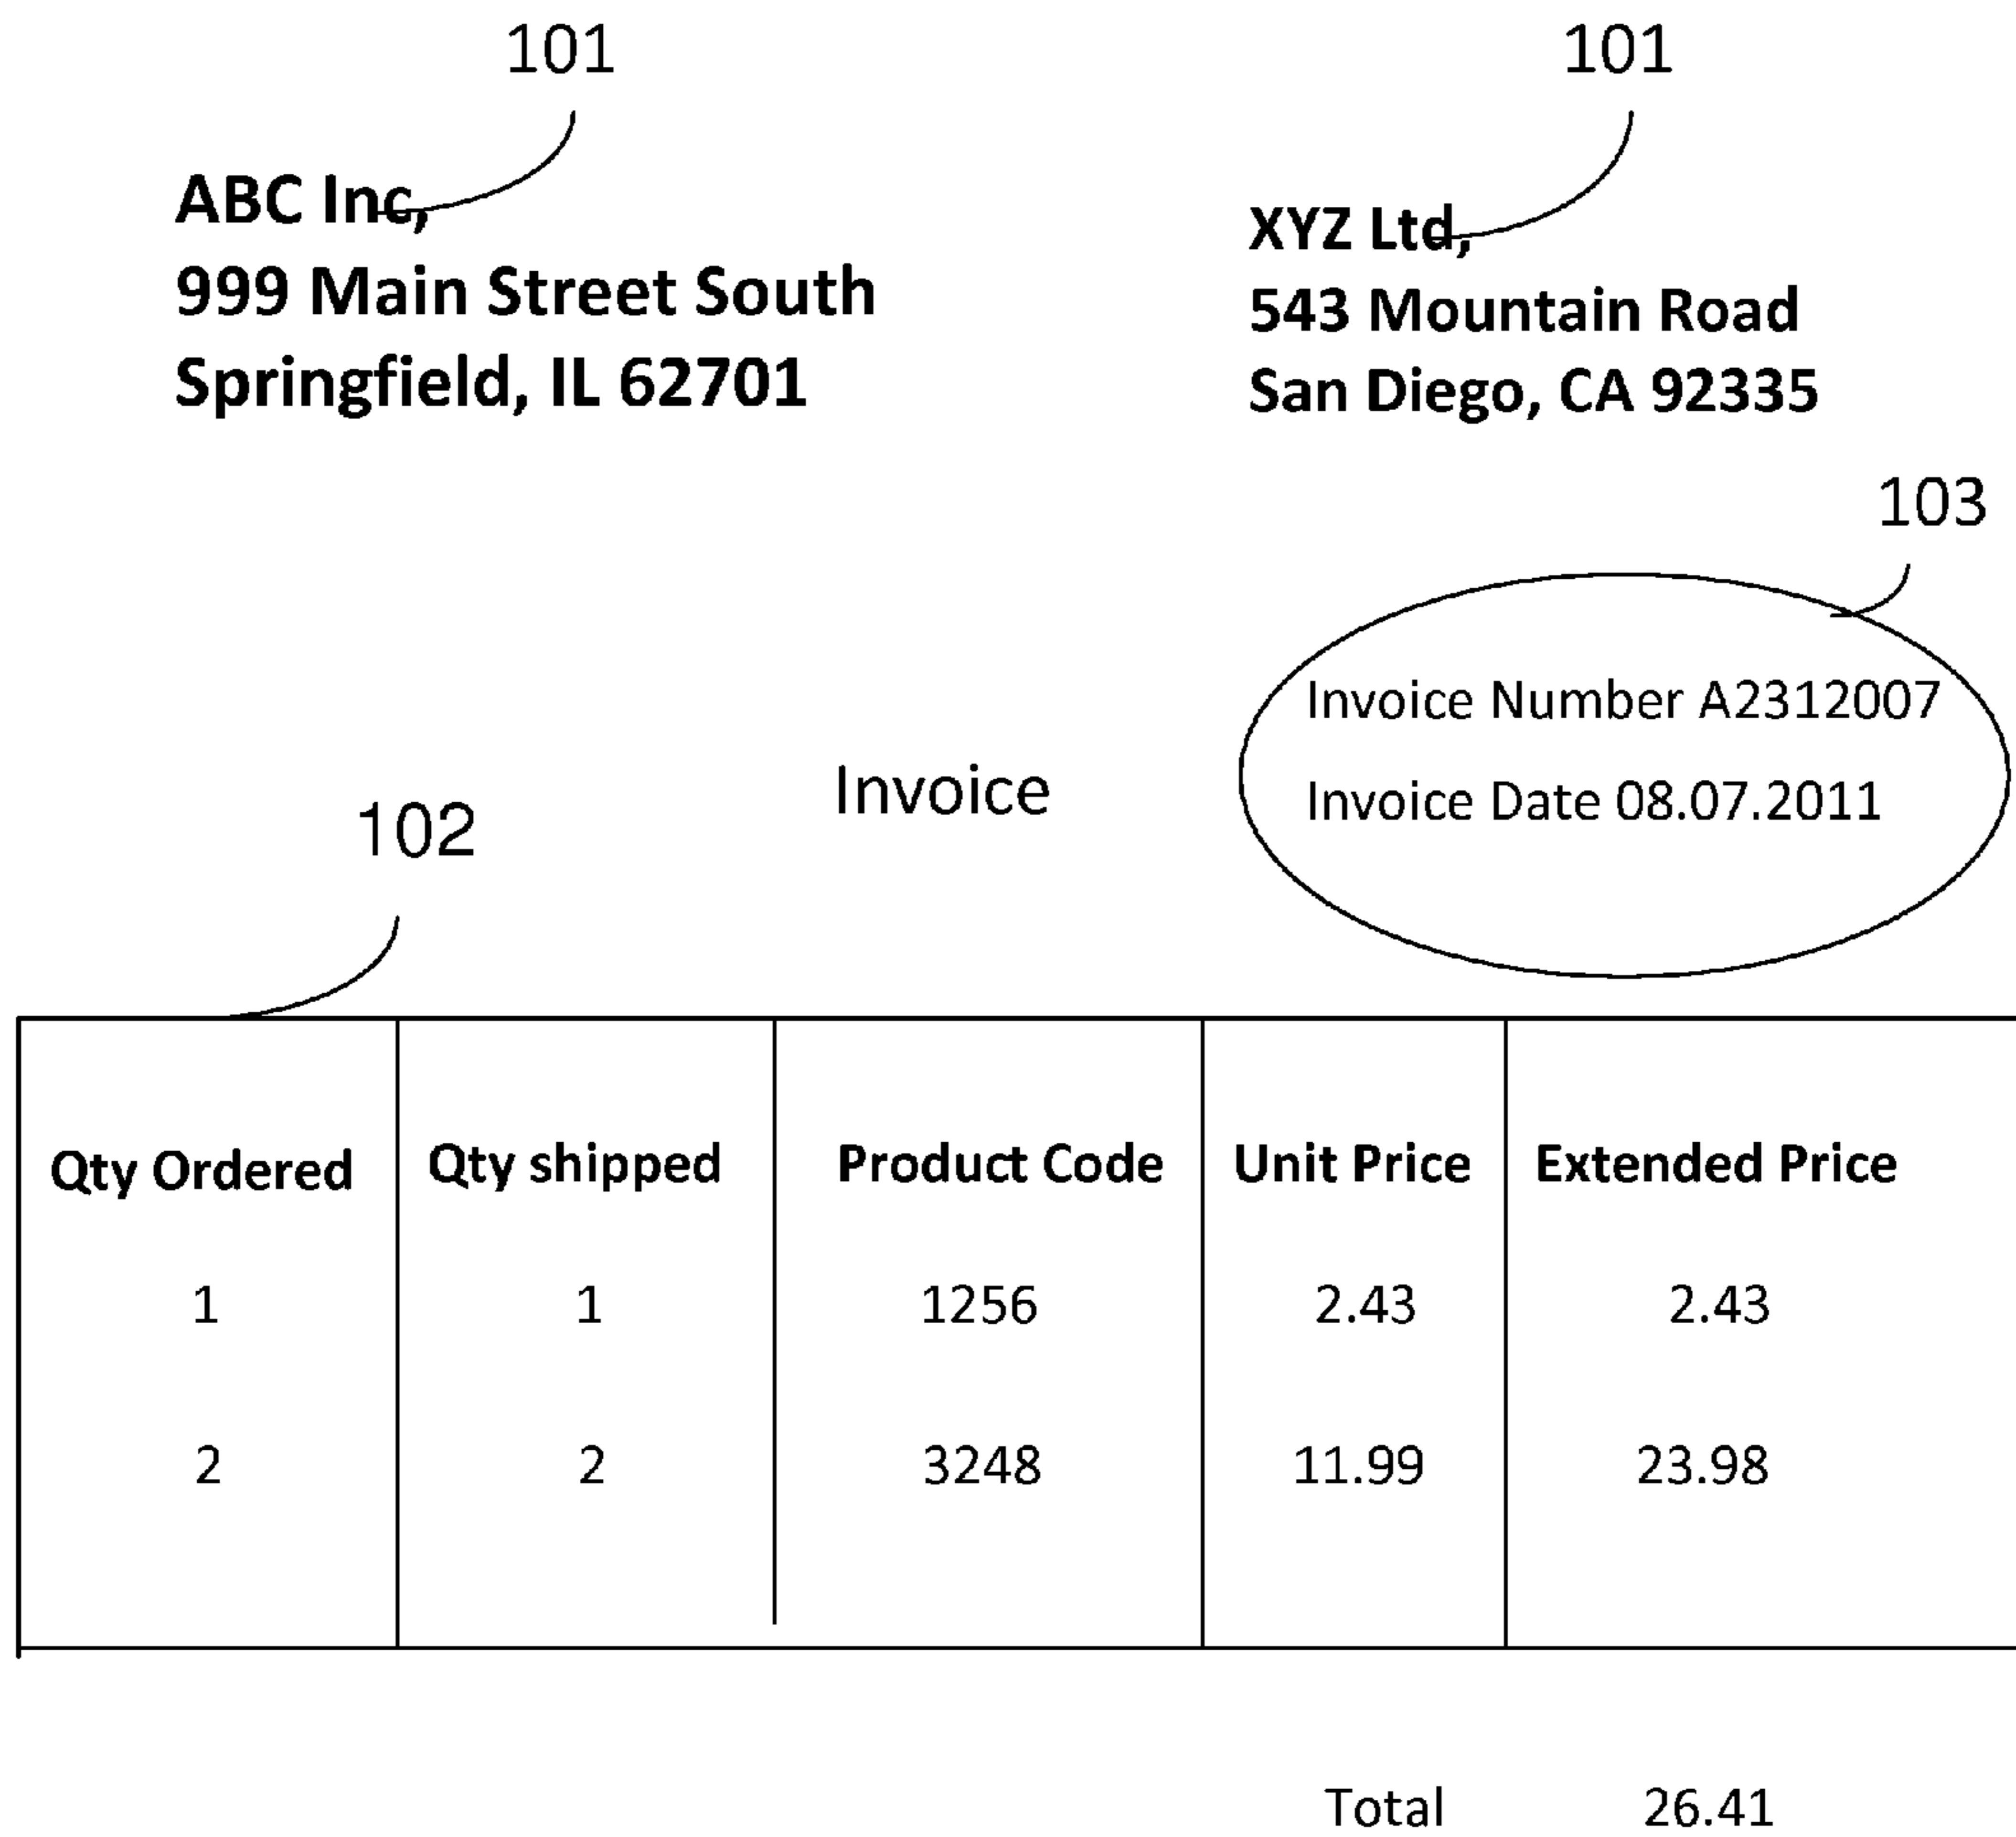 101 101
ABC Inc,
999 Main Street South
Springfield, IL 62701
XYZ Ltd,
543 Mountain Road
San Diego, CA 92335
103
Invoice Number A2312007
Invoice Date 08.07.2011
Invoice
102
Qty Ordered Qty shipped Product Code Unit Price Extended Price
1 1 1256 2.43 2.43
2 2 3248 11.99 23.98
Total 26.41